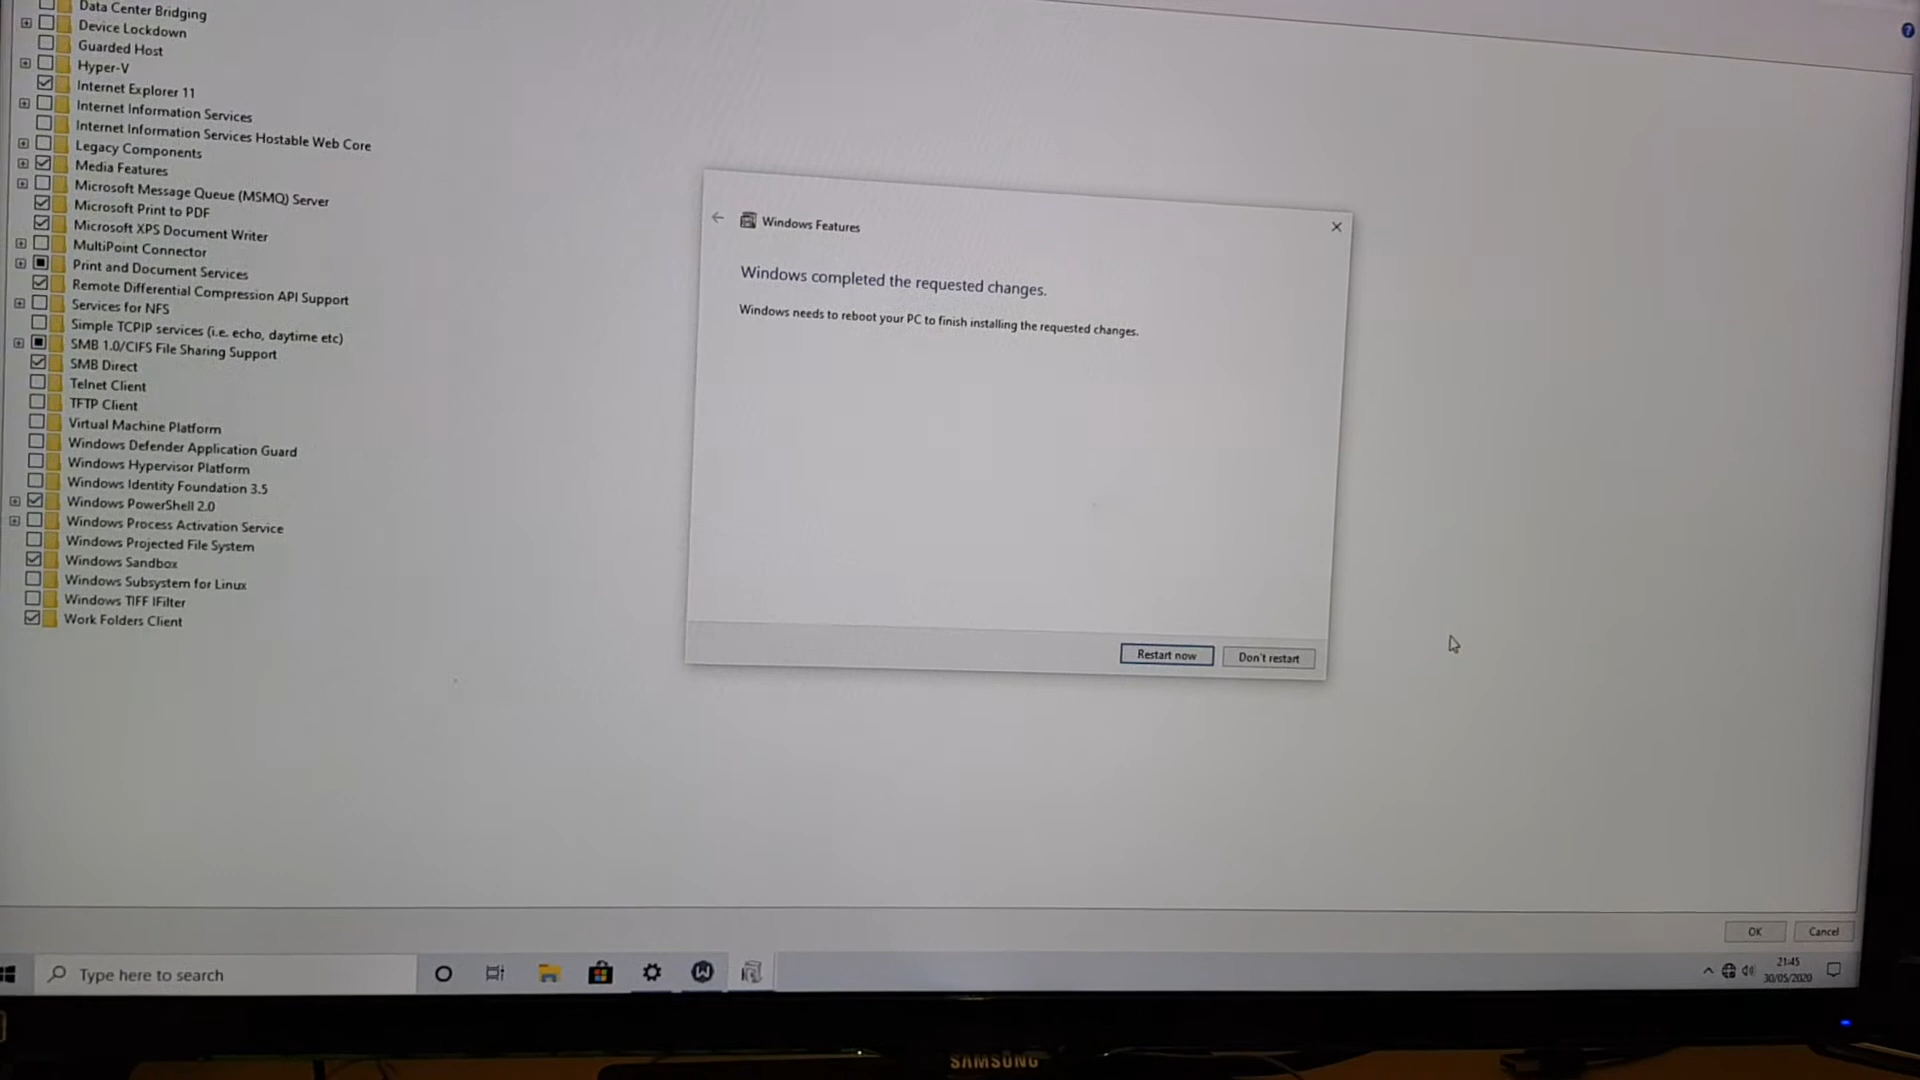 Data Center Bridging
Device Lockdown
Guarded Host
Hyper-V
Internet Explorer 11
Internet Information Services
Internet Information Services Hostable Web Core
Legacy Components
Media Features
Microsoft Message Queue (MSMQ) Server
Microsoft Print to PDF
Microsoft XPS Document Writer
MultiPoint Connector
Print and Document Services
Remote Differential Compression API Support
Services for NFS
Simple TCPIP services (i.e. echo, daytime etc)
SMB 1.0/CIFS File Sharing Support
SMB Direct
Telnet Client
TFTP Client
Virtual Machine Platform
Windows Defender Application Guard
Windows Hypervisor Platform
Windows Identity Foundation 3.5
Windows PowerShell 2.0
Windows Process Activation Service
Windows Projected File System
Windows Sandbox
Windows Subsystem for Linux
Windows TIFF IFilter
Work Folders Client
Windows Features
Windows completed the requested changes.
Windows needs to reboot your PC to finish installing the requested changes.
Restart now
Don't restart
OK
Cancel
Type here to search
21:45
30/05/2020
SAMSUNG